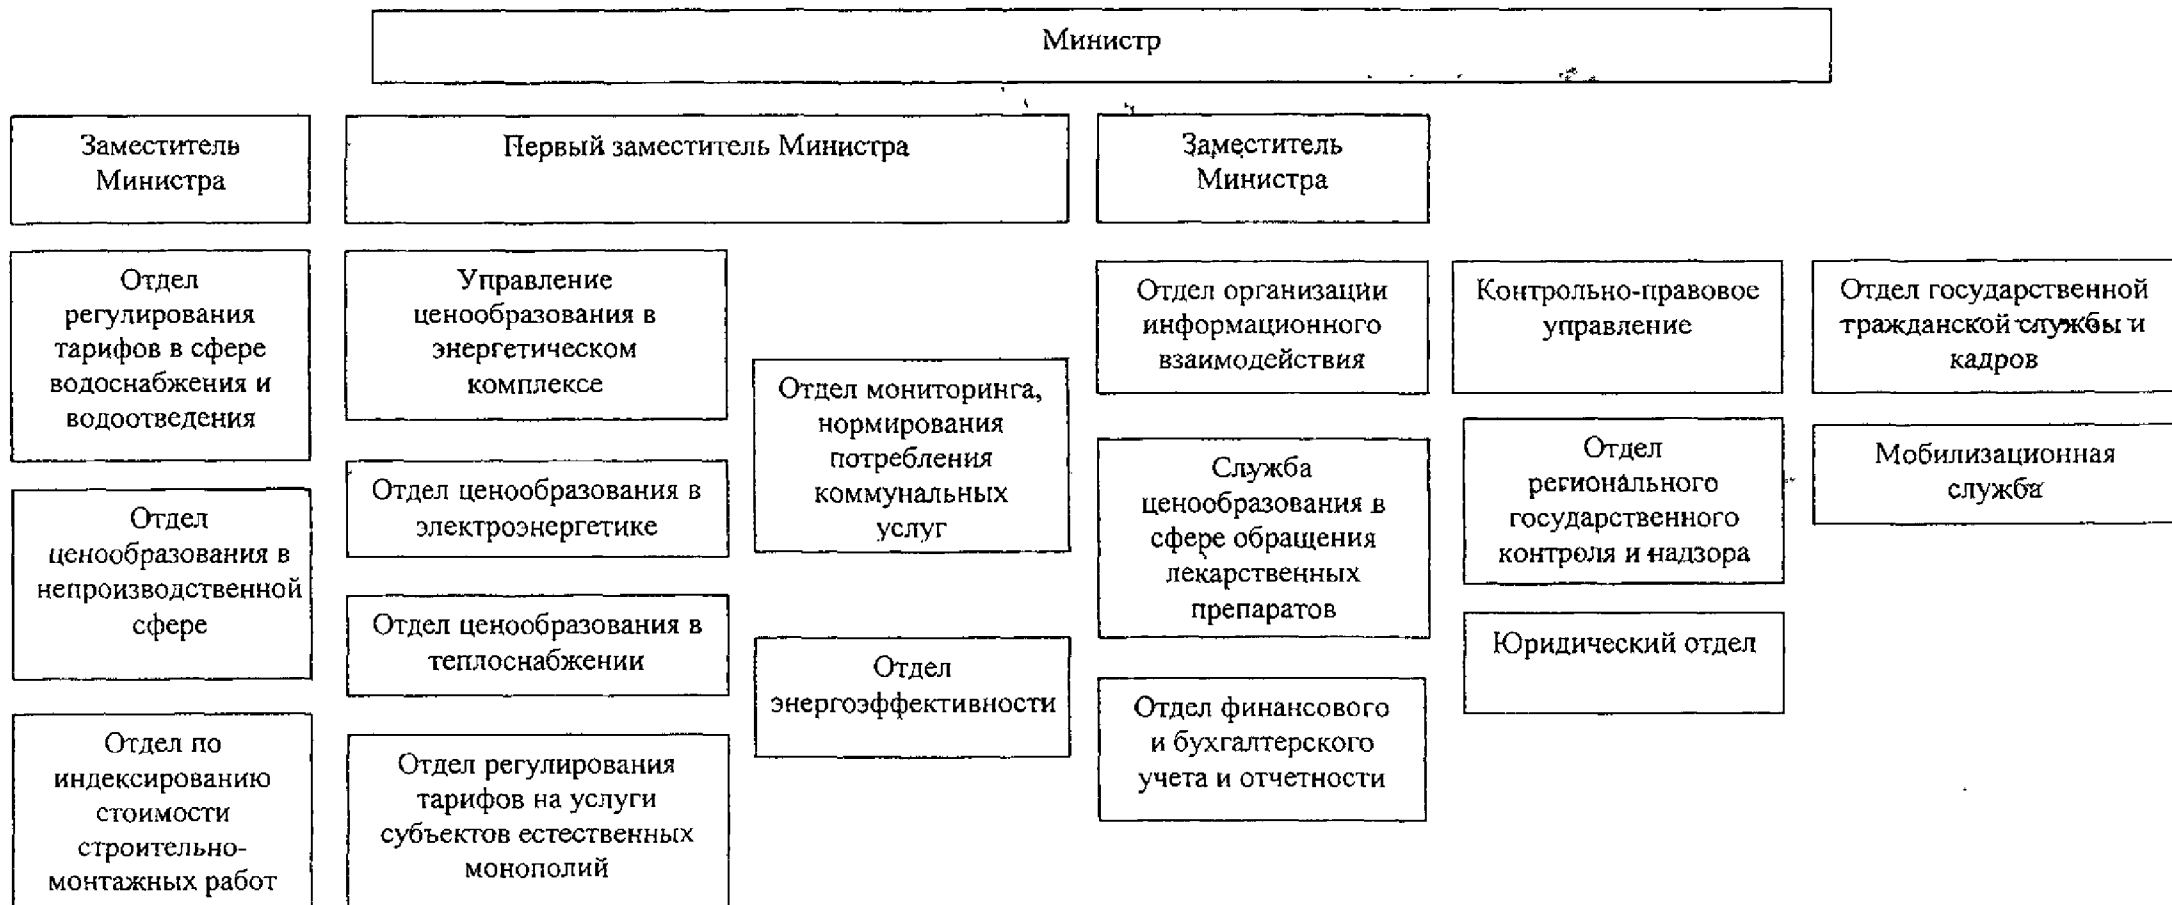 Министр
Заместитель
Министра
Первый заместитель Министра
Заместитель
Министра
Отдел
регулирования
тарифов в сфере
водоснабжения и
водоотведения
Отдел
ценообразования в
непроизводственной
сфере
Отдел по
индексированию
стоимости
строительно-
монтажных работ
Управление
ценообразования в
энергетическом
комплексе
Отдел ценообразования в
электроэнергетике
Отдел ценообразования в
теплоснабжении
Отдел регулирования
тарифов на услуги
субъектов естественных
монополий
Отдел мониторинга,
нормирования
потребления
коммунальных
услуг
Отдел
энергоэффективности
Отдел организации
информационного
взаимодействия
Служба
ценообразования в
сфере обращения
лекарственных
препаратов
Отдел финансового
и бухгалтерского
учета и отчетности
Контрольно-правовое
управление
Отдел
регионального
государственного
контроля и надзора
Юридический отдел
Отдел государственной
гражданской службы и
кадров
Мобилизационная
служба